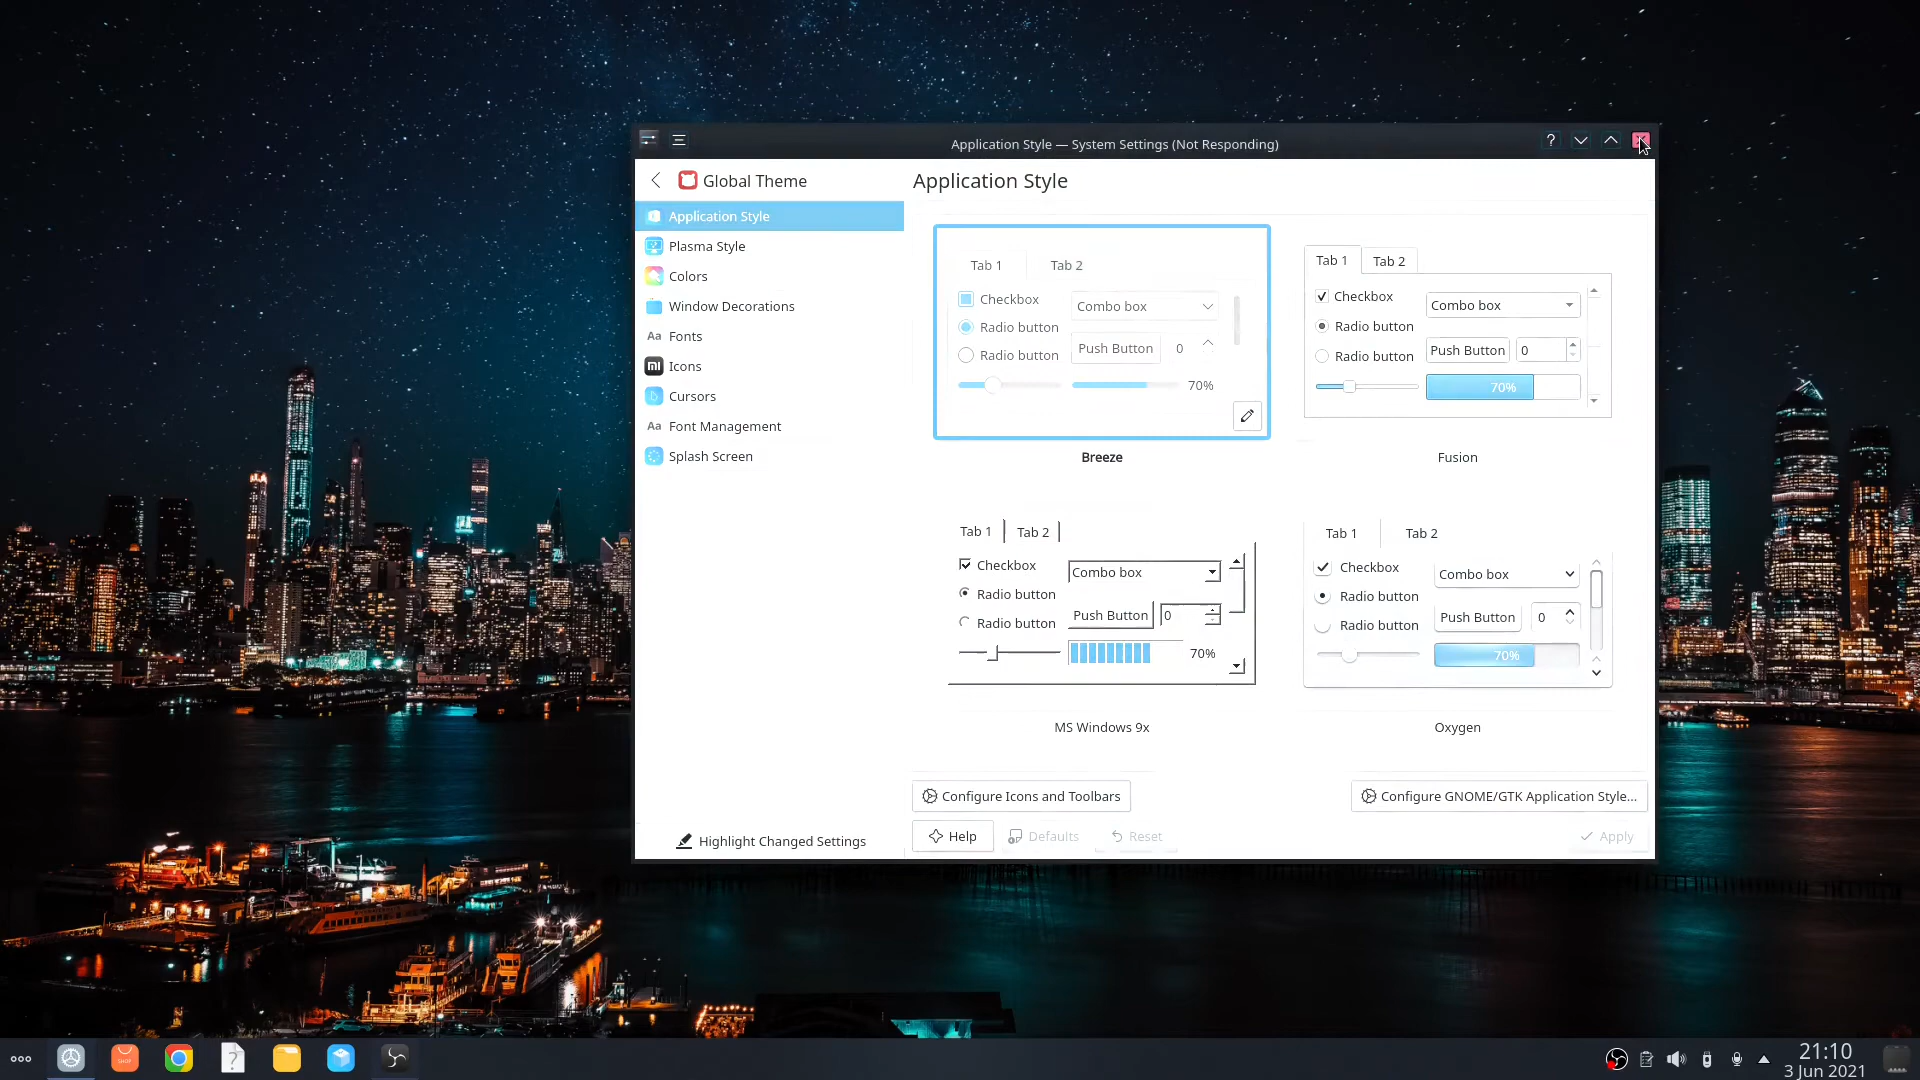 Application Style — System Settings (Not Responding)
?
Global Theme
Application Style
Plasma Style
Colors
Window Decorations
Aa Fonts
mi Icons
Cursors
Aa Font Management
Splash Screen
Highlight Changed Settings
Application Style
Tab 1 Tab 2
Checkbox Combo box
Radio button
Radio button Push Button 0
70%
Breeze
Tab 1 Tab 2
Checkbox Combo box
Radio button
Radio button Push Button 0
70%
Fusion
Tab 1 Tab 2
Checkbox Combo box
Radio button
Radio button Push Button 0
70%
MS Windows 9x
Tab 1 Tab 2
Checkbox Combo box
Radio button
Radio button Push Button 0
70%
Oxygen
Configure Icons and Toolbars Configure GNOME/GTK Application Style...
Help Defaults Reset Apply
?
21:10
3 Jun 2021